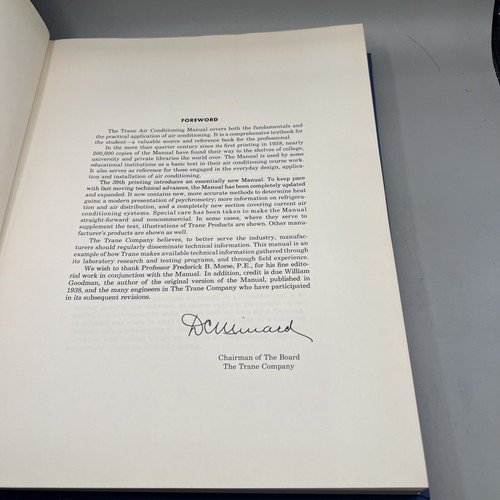 FOREWORD
The Trane Air Conditioning Manual covers both the fundamentals and
the practical application of air conditioning. It is a comprehensive textbook for
the student—a valuable source and reference book for the professional.
In the more than quarter century since its first printing in 1938, nearly
200,000 copies of the Manual have found their way to the shelves of college,
university and private libraries the world over. The Manual is used by some
educational institutions as a basic text in their air conditioning course work.
It also serves as reference for those engaged in the everyday design, applica-
tion and installation of air conditioning.
The 39th printing introduces an essentially new Manual. To keep pace
with fast moving technical advances, the Manual has been completely updated
and expanded. It now contains new, more accurate methods to determine heat
gains; a modern presentation of psychrometry; more information on refrigera-
tion and air distribution, and a completely new section covering current air
conditioning systems. Special care has been taken to make the Manual
straight-forward and noncommercial. In some cases, where they serve to
supplement the text, illustrations of Trane Products are shown. Other manu-
facturer's products are shown as well.
The Trane Company believes, to better serve the industry, manufac-
turers should regularly disseminate technical information. This manual is an
example of how Trane makes available technical information gathered through
its laboratory research and testing programs, and through field experience.
We wish to thank Professor Frederick B. Morse, P.E., for his fine edito-
rial work in conjunction with the Manual. In addition, credit is due William
Goodman, the author of the original version of the Manual, published in
1938, and the many engineers in The Trane Company who have participated
in its subsequent revisions.
D C Minard
Chairman of The Board
The Trane Company